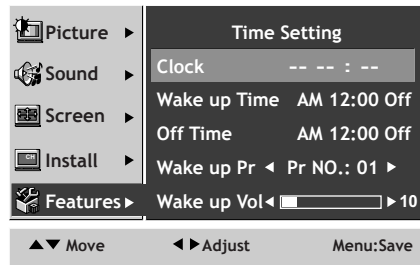 Picture ▶
Sound ▶
Screen ▶
CH
Install ▶
Features ▶
Time Setting
Clock -- -- : --
Wake up Time AM 12:00 Off
Off Time AM 12:00 Off
Wake up Pr ◀ Pr NO.: 01 ▶
Wake up Vol ◀ ▶ 10
▲▼ Move ◀ ▶ Adjust Menu:Save